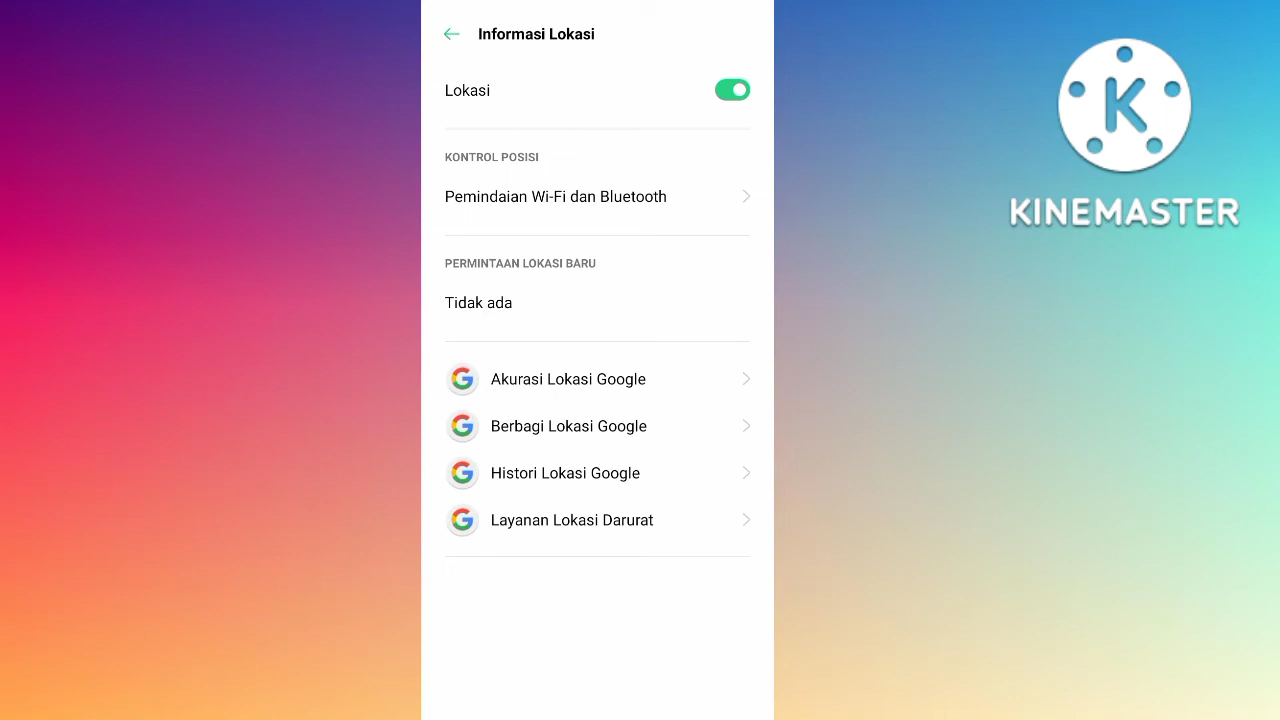 Informasi Lokasi
Lokasi
KONTROL POSISI
Pemindaian Wi-Fi dan Bluetooth
PERMINTAAN LOKASI BARU
Tidak ada
Akurasi Lokasi Google
Berbagi Lokasi Google
Histori Lokasi Google
Layanan Lokasi Darurat
K
KINEMASTER